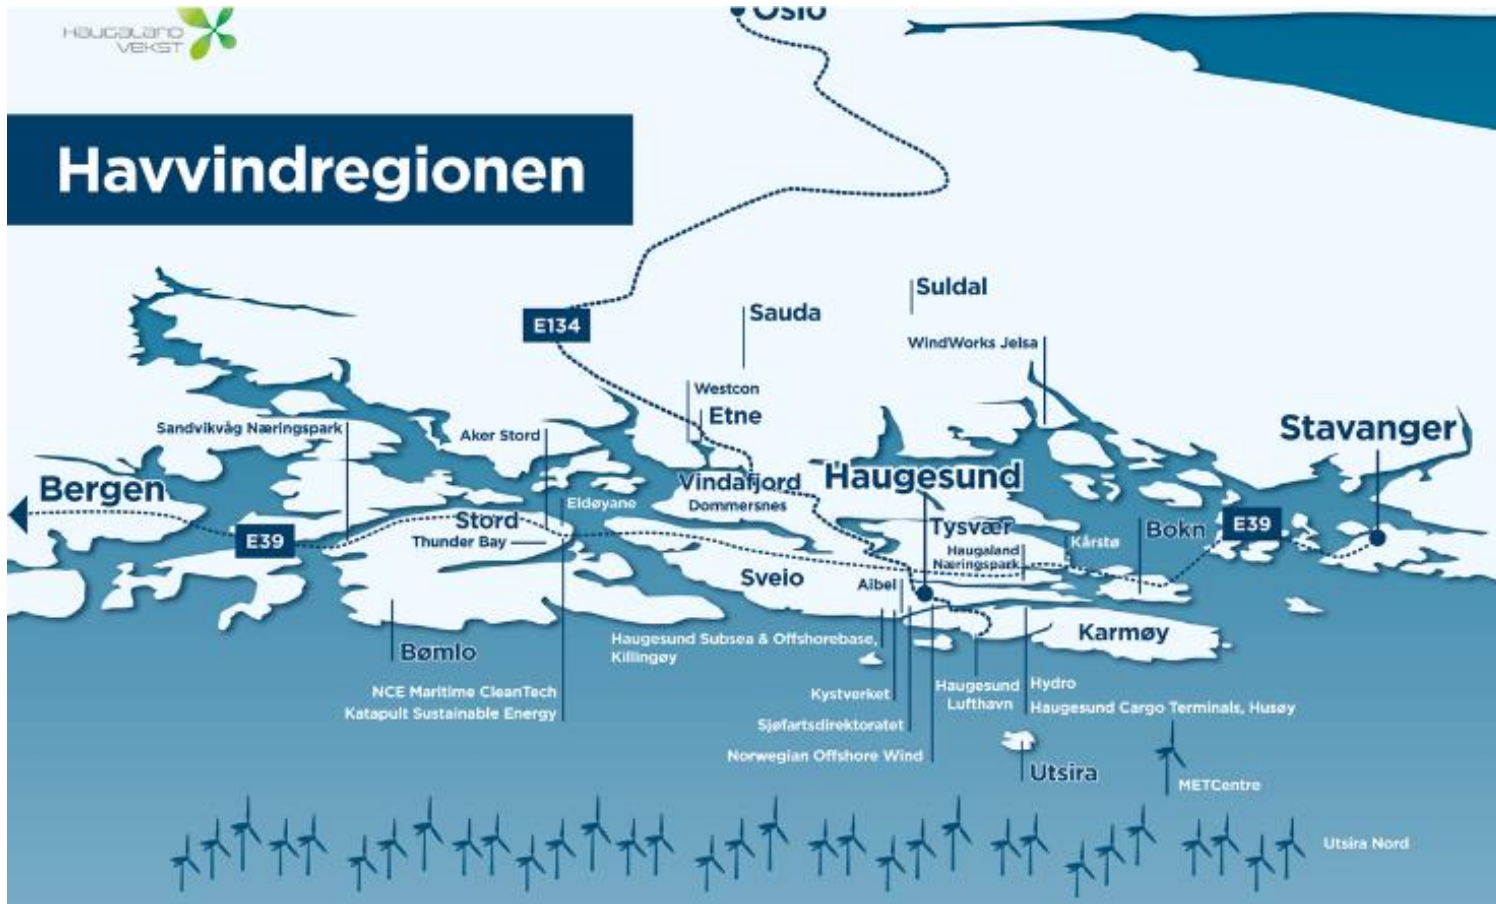 Oslo
HAUGALAND
VEKST
Havvindregionen
Suldal
Sauda
E134
WindWorks Jelsa
Westcon
Etne
Sandvikvåg Næringspark
Aker Stord
Stavanger
Bergen
Vindafjord
Dommersnes
Haugesund
Eldøyane
Stord
Thunder Bay
E39
Tysvær
Haugaland
Næringspark
Kårstø
Bokn
E39
Sveio
Aibel
Karmøy
Bømlo
Haugesund Subsea & Offshorebase,
Killingøy
NCE Maritime CleanTech
Katapult Sustainable Energy
Kystverket
Sjøfartsdirektoratet
Norwegian Offshore Wind
Haugesund
Lufthavn
Hydro
Haugesund Cargo Terminals, Husøy
Utsira
METCentre
Utsira Nord